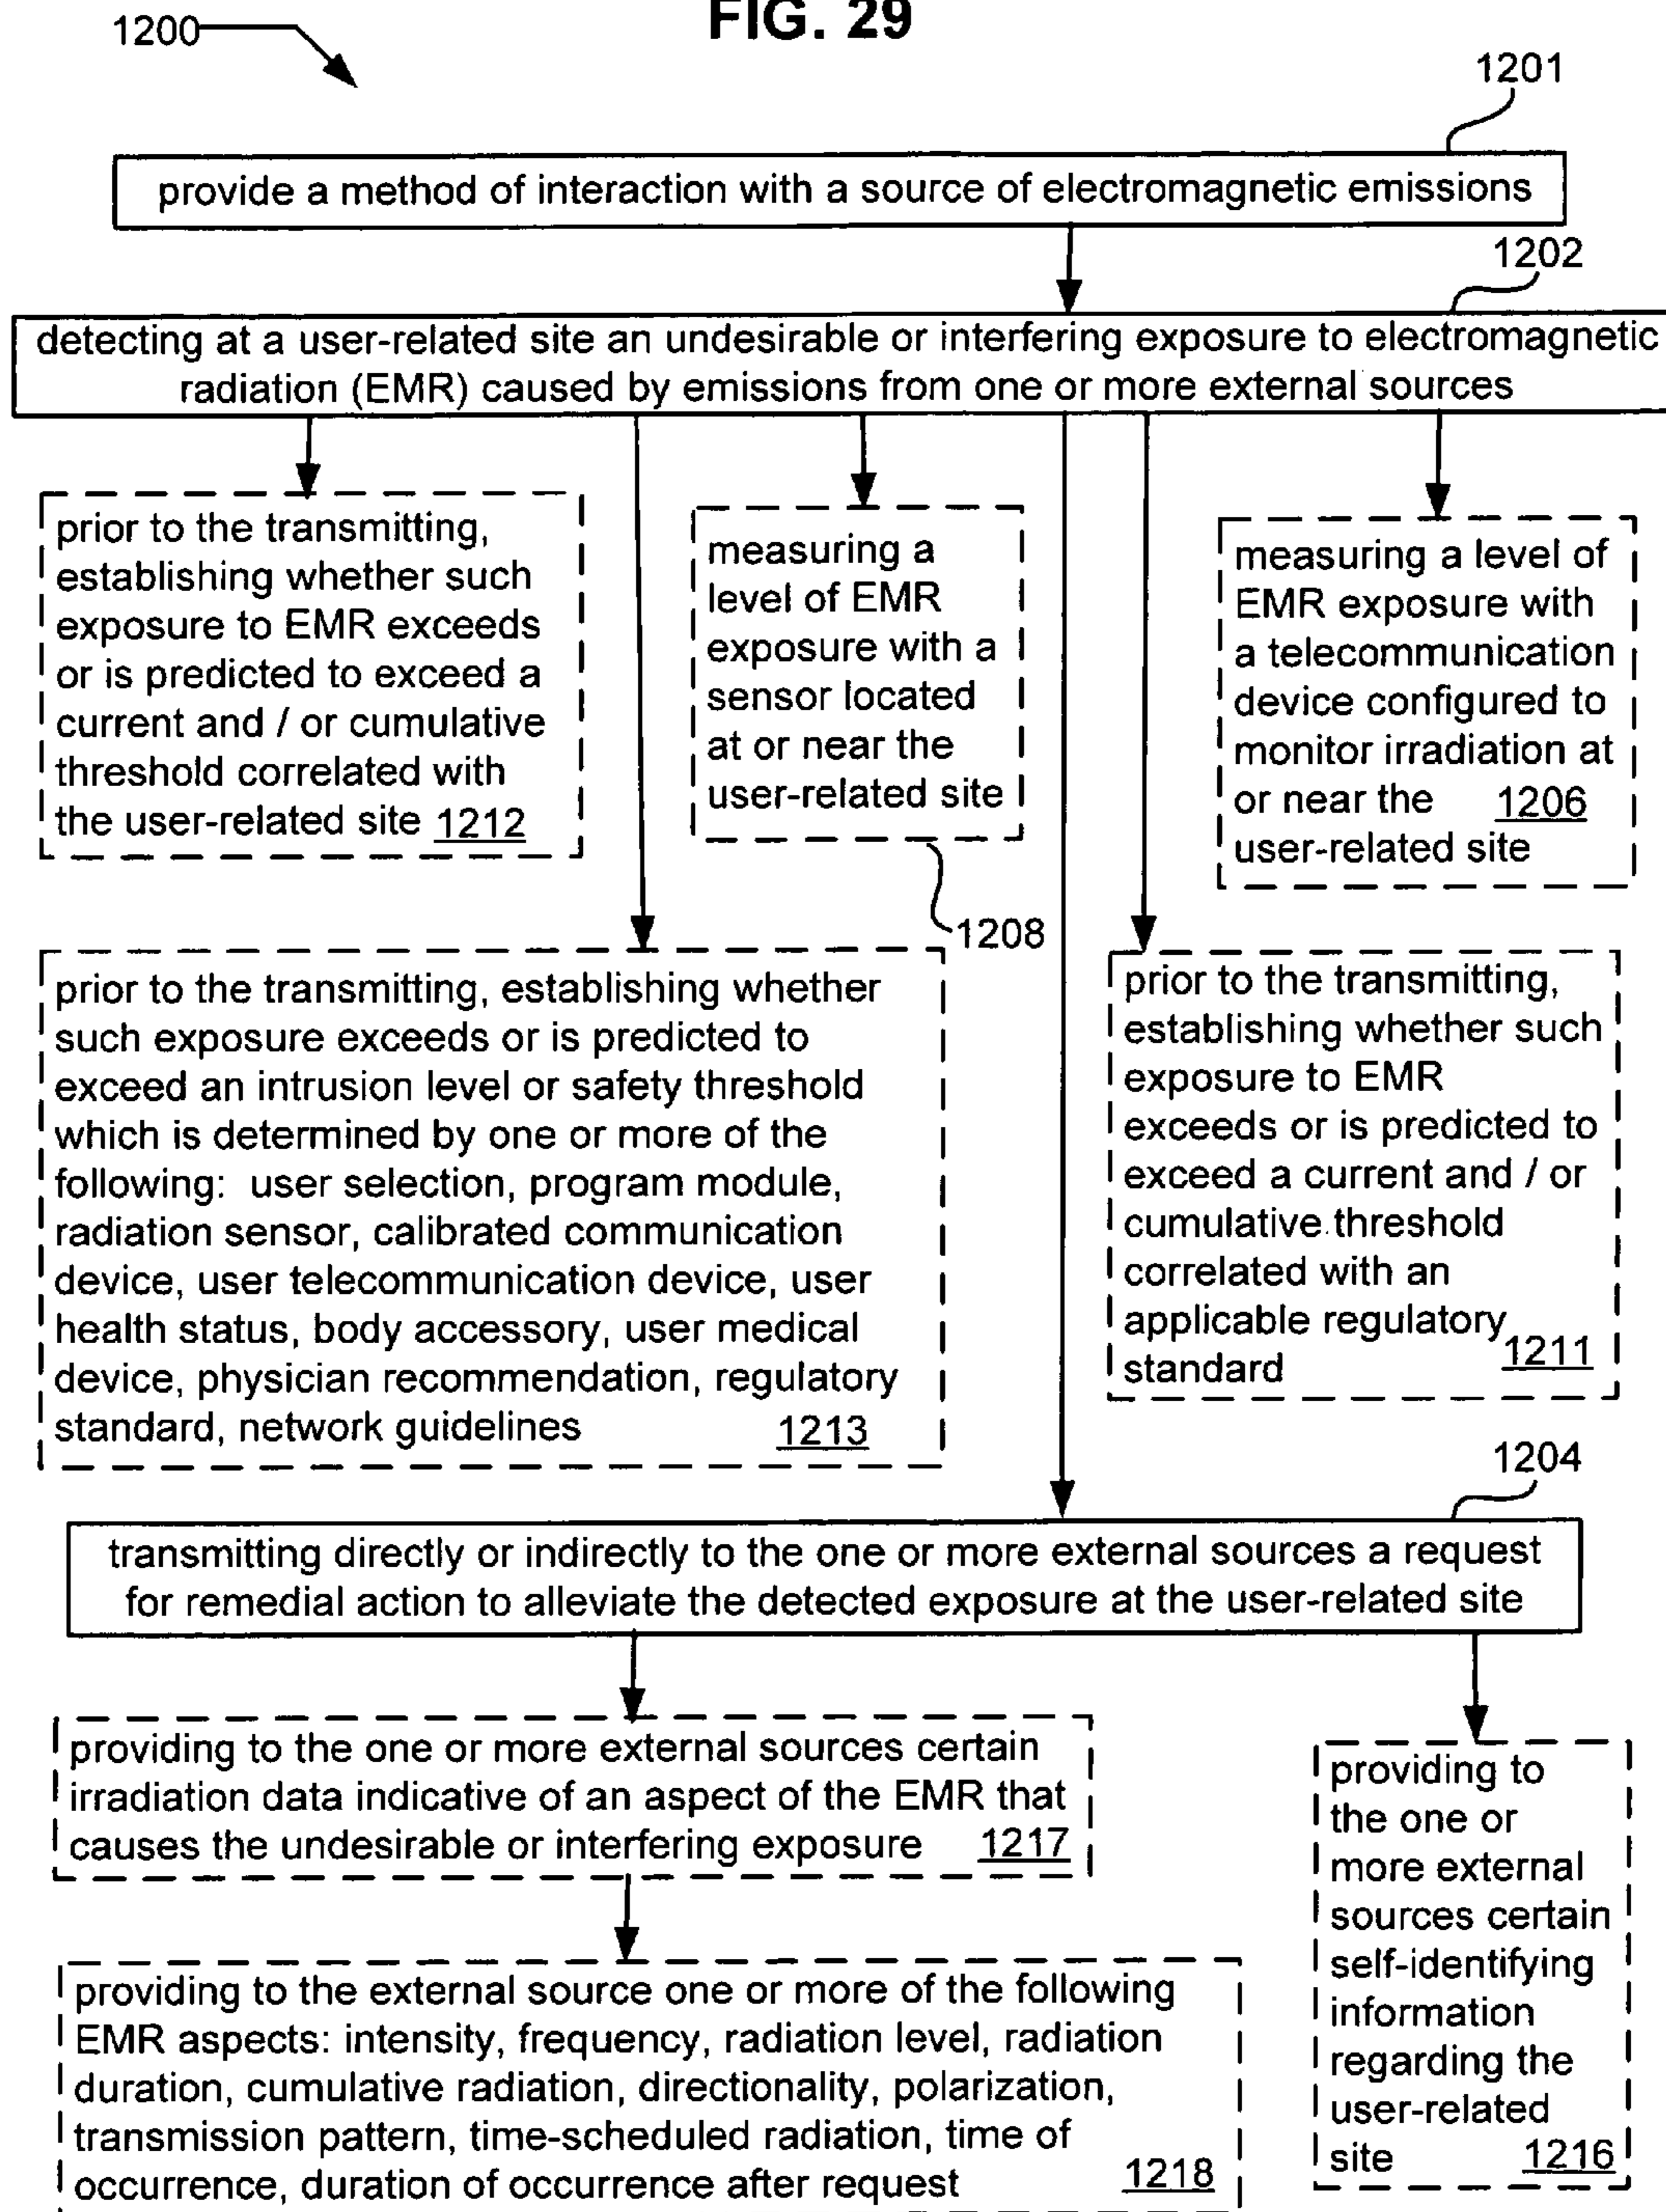 FIG. 29
1200
1201
provide a method of interaction with a source of electromagnetic emissions
1202
detecting at a user-related site an undesirable or interfering exposure to electromagnetic
radiation (EMR) caused by emissions from one or more external sources
prior to the transmitting,
establishing whether such
exposure to EMR exceeds
or is predicted to exceed a
current and / or cumulative
threshold correlated with
the user-related site 1212
measuring a
level of EMR
exposure with a
sensor located
at or near the
user-related site
1208
measuring a level of
EMR exposure with
a telecommunication
device configured to
monitor irradiation at
or near the 1206
user-related site
prior to the transmitting, establishing whether
such exposure exceeds or is predicted to
exceed an intrusion level or safety threshold
which is determined by one or more of the
following: user selection, program module,
radiation sensor, calibrated communication
device, user telecommunication device, user
health status, body accessory, user medical
device, physician recommendation, regulatory
standard, network guidelines 1213
prior to the transmitting,
establishing whether such
exposure to EMR
exceeds or is predicted to
exceed a current and / or
cumulative threshold
correlated with an
applicable regulatory
standard 1211
1204
transmitting directly or indirectly to the one or more external sources a request
for remedial action to alleviate the detected exposure at the user-related site
providing to the one or more external sources certain
irradiation data indicative of an aspect of the EMR that
causes the undesirable or interfering exposure 1217
providing to the external source one or more of the following
EMR aspects: intensity, frequency, radiation level, radiation
duration, cumulative radiation, directionality, polarization,
transmission pattern, time-scheduled radiation, time of
occurrence, duration of occurrence after request 1218
providing to
the one or
more external
sources certain
self-identifying
information
regarding the
user-related
site 1216